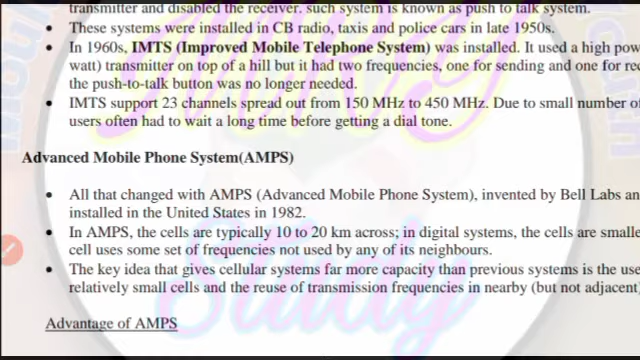 transmitter and disabled the receiver, such system is known as push to talk system.
• These systems were installed in CB radio, taxis and police cars in late 1950s.
• In 1960s, IMTS (Improved Mobile Telephone System) was installed. It used a high
watt) transmitter on top of a hill but it had two frequencies, one for sending and one for
the push-to-talk button was no longer needed.
• IMTS support 23 channels spread out from 150 MHz to 450 MHz. Due to small number
users often had to wait a long time before getting a dial tone.
Advanced Mobile Phone System(AMPS)
• All that changed with AMPS (Advanced Mobile Phone System), invented by Bell Labs
installed in the United States in 1982.
• In AMPS, the cells are typically 10 to 20 km across; in digital systems, the cells are
cell uses some set of frequencies not used by any of its neighbours.
• The key idea that gives cellular systems far more capacity than previous systems is the
relatively small cells and the reuse of transmission frequencies in nearby (but not adjacent)
Advantage of AMPS
Study